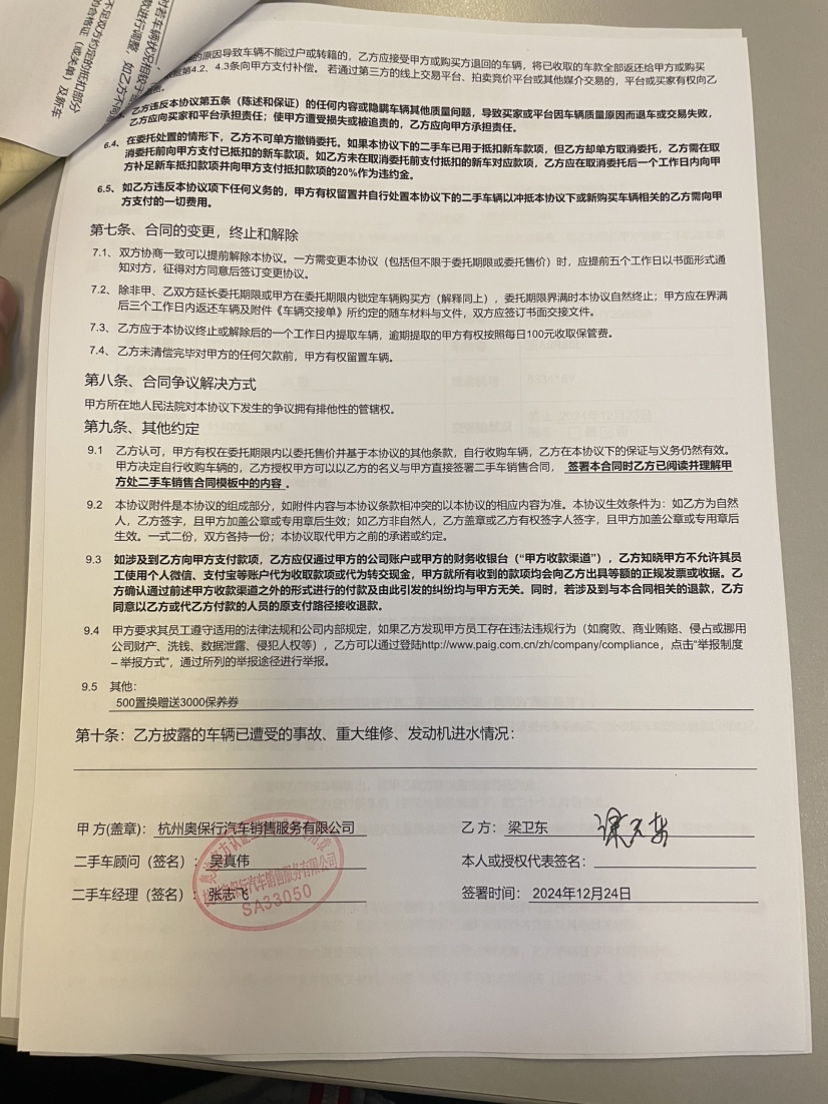 不足双方约定的抵扣部分
的合格证（或关单）及新车
对若车辆状况相较于
取进行调整，如乙方不同
的原因导致车辆不能过户或转籍的，乙方应接受甲方或购买方退回的车辆，将已收取的车款全部返还给甲方或购买
第4.2、4.3条向甲方支付补偿。 若通过第三方的线上交易平台、拍卖竞价平台或其他媒介交易的，平台或买家有权向乙
乙方违反本协议第五条（陈述和保证）的任何内容或隐瞒车辆其他质量问题，导致买家或平台因车辆质量原因而退车或交易失败，
乙方应向买家和平台承担责任；使甲方遭受损失或被追责的，乙方应向甲方承担责任。
6.4、 在委托处置的情形下，乙方不可单方撤销委托。如果本协议下的二手车已用于抵扣新车款项，但乙方却单方取消委托，乙方需在取
消委托前向甲方支付已抵扣的新车款项。如乙方未在取消委托前支付抵扣的新车对应款项，乙方应在取消委托后一个工作日内向甲
方补足新车抵扣款项并向甲方支付抵扣款项的20%作为违约金。
6.5、 如乙方违反本协议项下任何义务的，甲方有权留置并自行处置本协议下的二手车辆以冲抵本协议下或新购买车辆相关的乙方需向甲
方支付的一切费用。
第七条、合同的变更，终止和解除
7.1、 双方协商一致可以提前解除本协议。一方需变更本协议（包括但不限于委托期限或委托售价）时，应提前五个工作日以书面形式通
知对方，征得对方同意后签订变更协议。
7.2、 除非甲、乙双方延长委托期限或甲方在委托期限内锁定车辆购买方（解释同上），委托期限界满时本协议自然终止；甲方应在界满
后三个工作日内返还车辆及附件《车辆交接单》所约定的随车材料与文件，双方应签订书面交接文件。
7.3、 乙方应于本协议终止或解除后的一个工作日内提取车辆，逾期提取的甲方有权按照每日100元收取保管费。
7.4、 乙方未清偿完毕对甲方的任何欠款前，甲方有权留置车辆。
第八条、合同争议解决方式
甲方所在地人民法院对本协议下发生的争议拥有排他性的管辖权。
第九条、其他约定
9.1 乙方认可，甲方有权在委托期限内以委托售价并基于本协议的其他条款，自行收购车辆，乙方在本协议下的保证与义务仍然有效。
甲方决定自行收购车辆的，乙方授权甲方可以以乙方的名义与甲方直接签署二手车销售合同， 签署本合同时乙方已阅读并理解甲
方处二手车销售合同模板中的内容 。
9.2 本协议附件是本协议的组成部分，如附件内容与本协议条款相冲突的以本协议的相应内容为准。本协议生效条件为：如乙方为自然
人，乙方签字，且甲方加盖公章或专用章后生效；如乙方非自然人，乙方盖章或乙方有权签字人签字，且甲方加盖公章或专用章后
生效。一式二份，双方各持一份；本协议取代甲方之前的承诺或约定。
9.3 如涉及到乙方向甲方支付款项，乙方应仅通过甲方的公司账户或甲方的财务收银台（“甲方收款渠道”），乙方知晓甲方不允许其员
工使用个人微信、支付宝等账户代为收取款项或代为转交现金，甲方就所有收到的款项均会向乙方出具等额的正规发票或收据。乙
方确认通过前述甲方收款渠道之外的形式进行的付款及由此引发的纠纷均与甲方无关。同时，若涉及到与本合同相关的退款，乙方
同意以乙方或代乙方付款的人员的原支付路径接收退款。
9.4 甲方要求其员工遵守适用的法律法规和公司内部规定，如果乙方发现甲方员工存在违法违规行为（如腐败、商业贿赂、侵占或挪用
公司财产、洗钱、数据泄露、侵犯人权等），乙方可以通过登陆http://www.paig.com.cn/zh/company/compliance，点击“举报制度
– 举报方式”，通过所列的举报途径进行举报。
9.5 其他：
500置换赠送3000保养券
第十条：乙方披露的车辆已遭受的事故、重大维修、发动机进水情况：
甲 方(盖章)： 杭州奥保行汽车销售服务有限公司
乙 方： 梁卫东 梁卫东
二手车顾问（签名）： 吴真伟
本人或授权代表签名：
二手车经理（签名）： 张志飞
签署时间： 2024年12月24日
SA33050